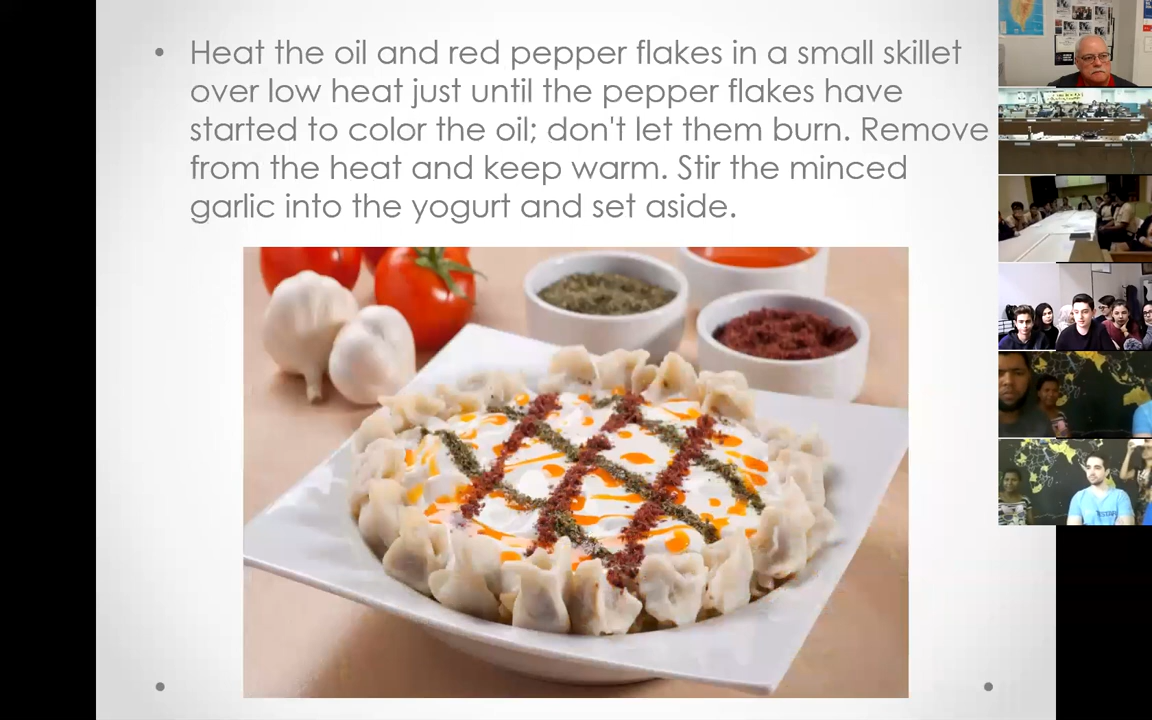 • Heat the oil and red pepper flakes in a small skillet
over low heat just until the pepper flakes have
started to color the oil; don't let them burn. Remove
from the heat and keep warm. Stir the minced
garlic into the yogurt and set aside.